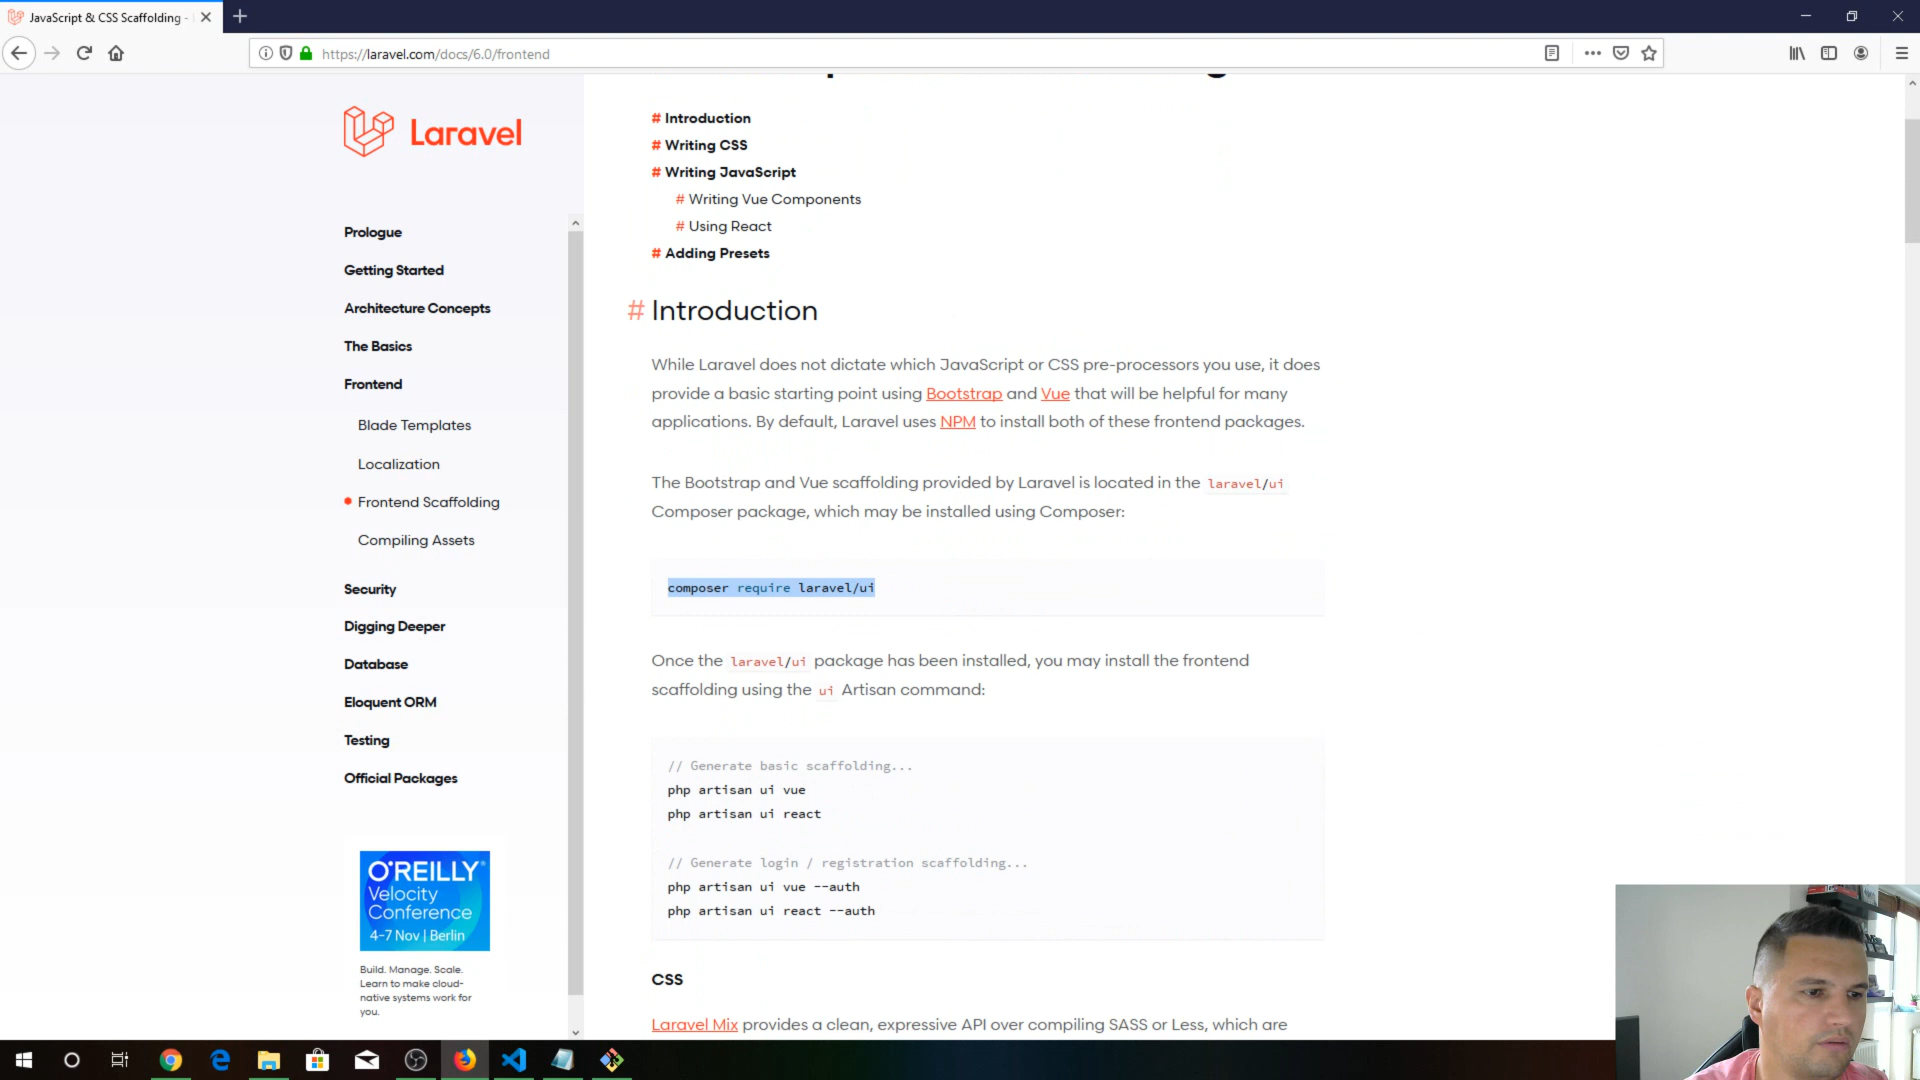 JavaScript & CSS Scaffolding -
https://laravel.com/docs/6.0/frontend
Laravel
Prologue
Getting Started
Architecture Concepts
The Basics
Frontend
Blade Templates
Localization
Frontend Scaffolding
Compiling Assets
Security
Digging Deeper
Database
Eloquent ORM
Testing
Official Packages
O'REILLY®
Velocity
Conference
4-7 Nov | Berlin
Build. Manage. Scale.
Learn to make cloud-
native systems work for
you.
# Introduction
# Writing CSS
# Writing JavaScript
# Writing Vue Components
# Using React
# Adding Presets
# Introduction
While Laravel does not dictate which JavaScript or CSS pre-processors you use, it does
provide a basic starting point using Bootstrap and Vue that will be helpful for many
applications. By default, Laravel uses NPM to install both of these frontend packages.
The Bootstrap and Vue scaffolding provided by Laravel is located in the laravel/ui
Composer package, which may be installed using Composer:
composer require laravel/ui
Once the laravel/ui package has been installed, you may install the frontend
scaffolding using the ui Artisan command:
// Generate basic scaffolding...
php artisan ui vue
php artisan ui react
// Generate login / registration scaffolding...
php artisan ui vue --auth
php artisan ui react --auth
CSS
Laravel Mix provides a clean, expressive API over compiling SASS or Less, which are